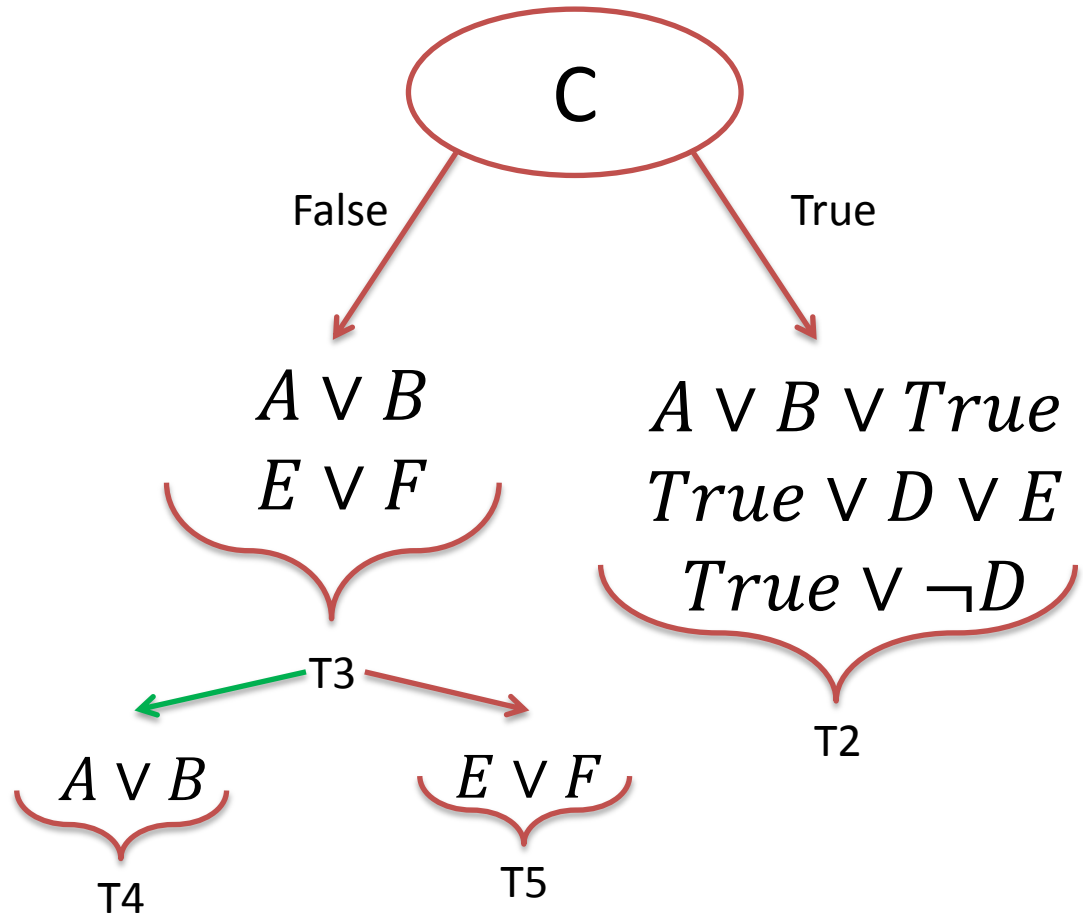 C
False
True
A ∨ B
E ∨ F
A ∨ B ∨ True
True ∨ D ∨ E
True ∨ ¬D
T3
T2
A ∨ B
E ∨ F
T4
T5